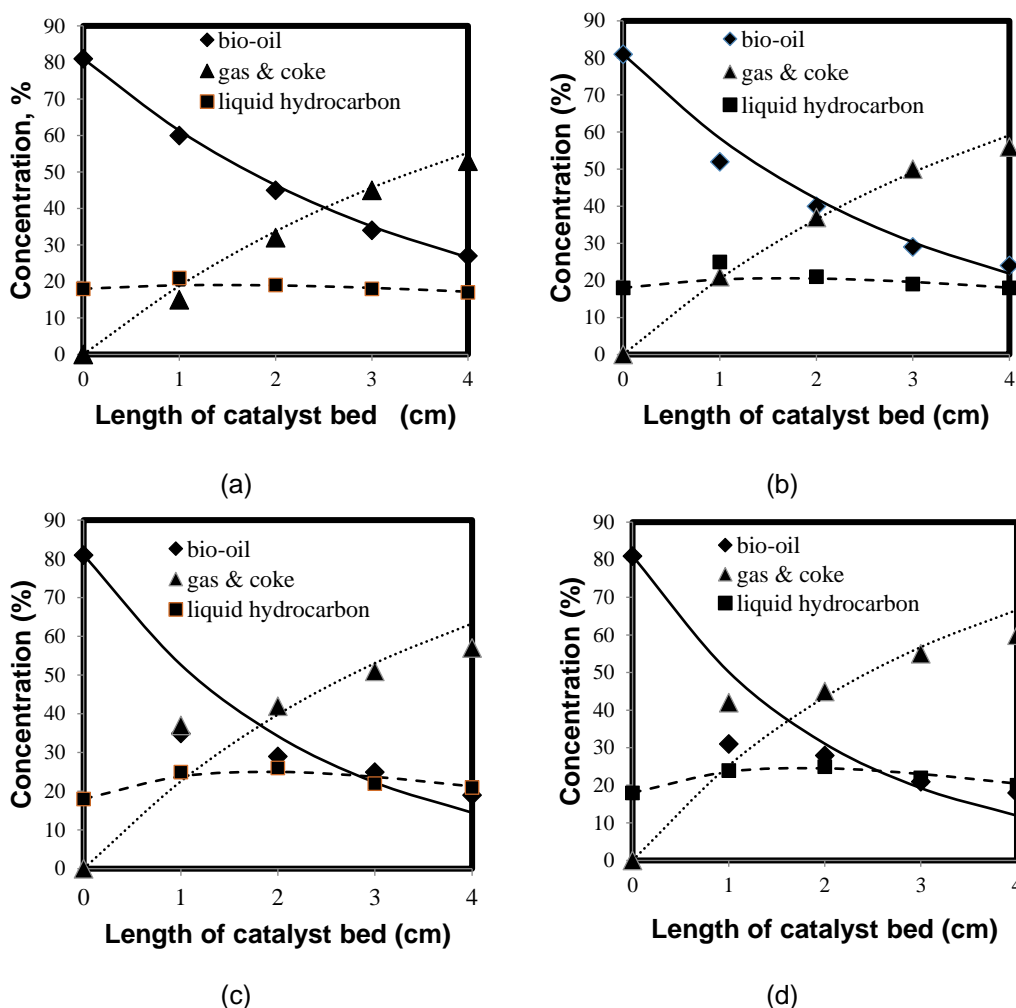 90
80
70
60
50
40
30
20
10
0
Concentration, %
bio-oil
gas & coke
liquid hydrocarbon
0 1 2 3 4
Length of catalyst bed (cm)
(a)
90
80
70
60
50
40
30
20
10
0
Concentration (%)
bio-oil
gas & coke
liquid hydrocarbon
0 1 2 3 4
Length of catalyst bed (cm)
(b)
90
80
70
60
50
40
30
20
10
0
Concentration (%)
bio-oil
gas & coke
liquid hydrocarbon
0 1 2 3 4
Length of catalyst bed (cm)
(c)
90
80
70
60
50
40
30
20
10
0
Concentration (%)
bio-oil
gas & coke
liquid hydrocarbon
0 1 2 3 4
Length of catalyst bed (cm)
(d)